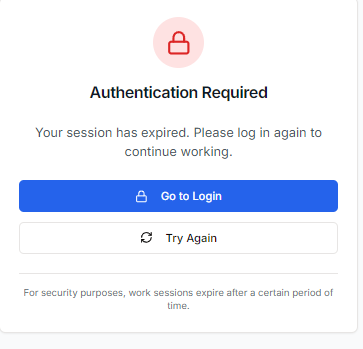 Authentication Required
Your session has expired. Please log in again to
continue working.
Go to Login
Try Again
For security purposes, work sessions expire after a certain period of
time.